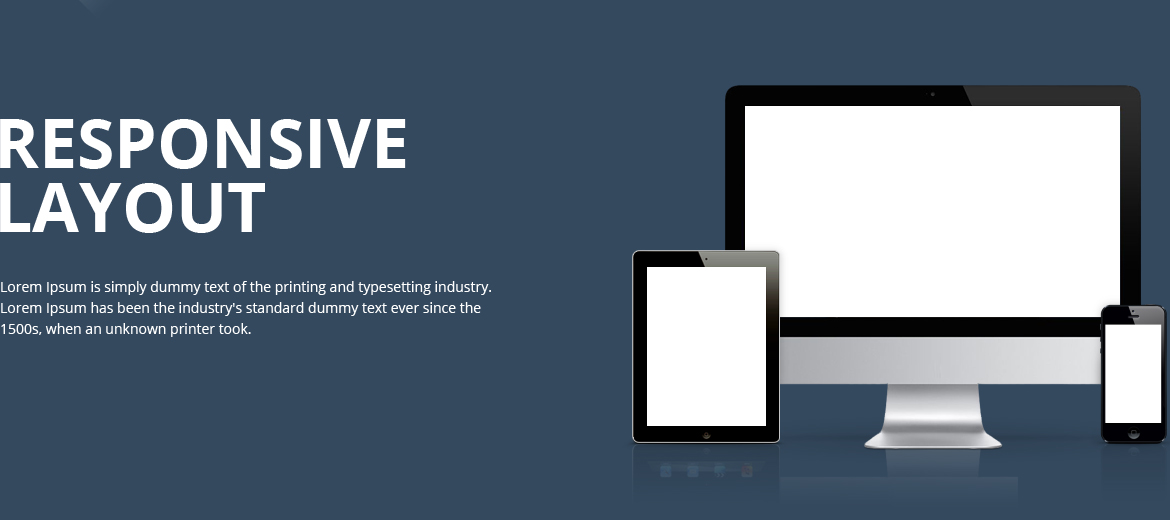 RESPONSIVE
LAYOUT
Lorem Ipsum is simply dummy text of the printing and typesetting industry.
Lorem Ipsum has been the industry's standard dummy text ever since the
1500s, when an unknown printer took.